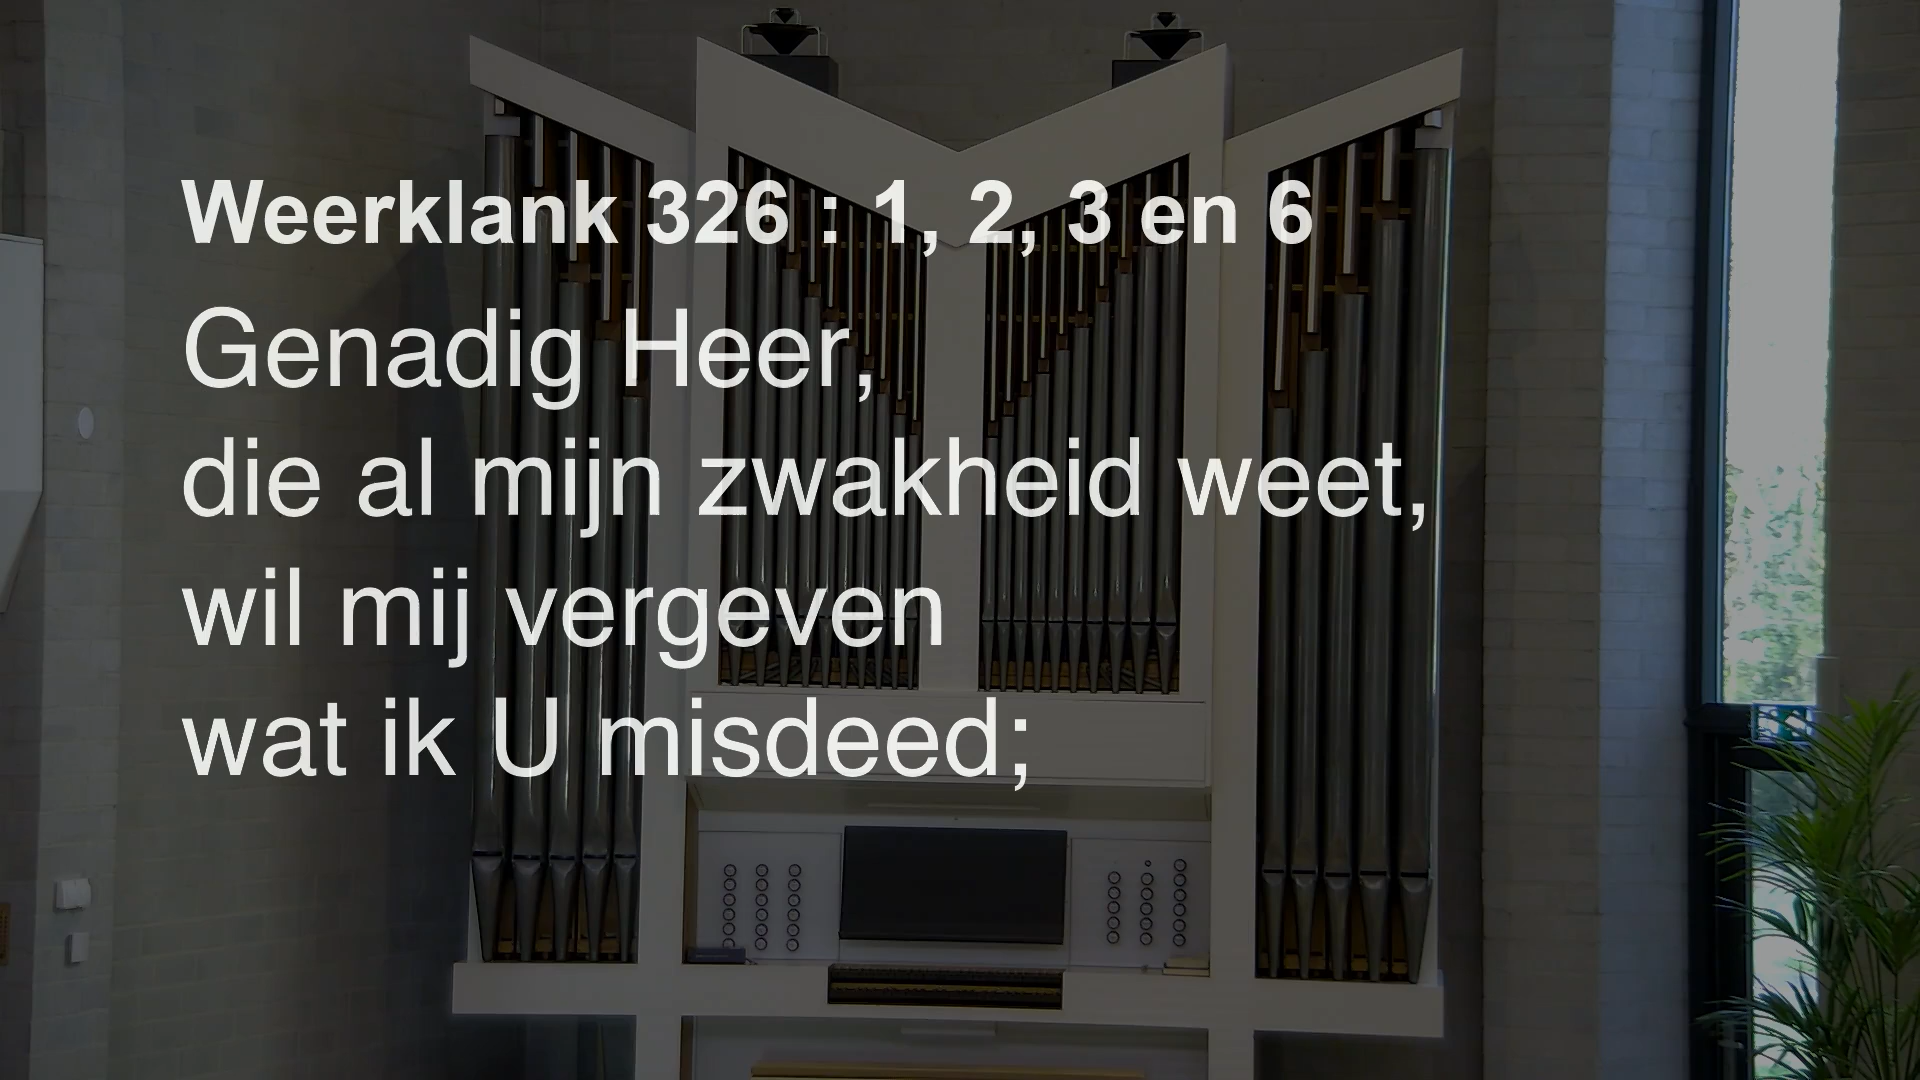 Weerklank 326 : 1, 2, 3 en 6
Genadig Heer,
die al mijn zwakheid weet,
wil mij vergeven
wat ik U misdeed;